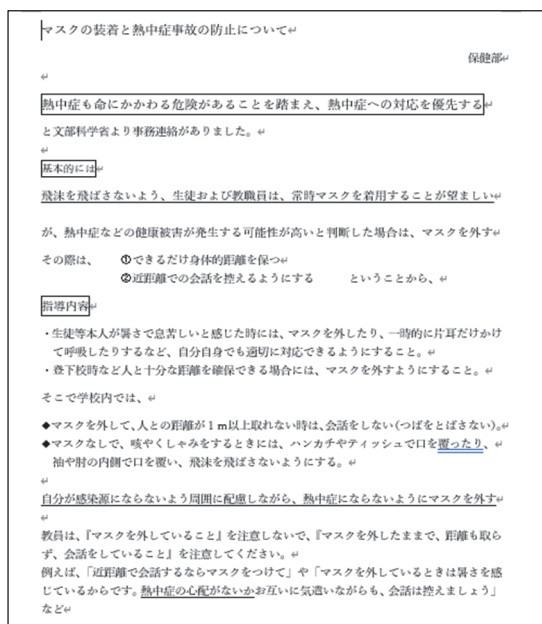 マスクの装着と熱中症事故の防止について
保健部
熱中症も命にかかわる危険があることを踏まえ、熱中症への対応を優先する
と文部科学省より事務連絡がありました。
基本的には
飛沫を飛ばさないよう、生徒および教職員は、常時マスクを着用することが望ましい
が、熱中症などの健康被害が発生する可能性が高いと判断した場合は、マスクを外す
その際は、 ①できるだけ身体的距離を保つ
②近距離での会話を控えるようにする ということから、
指導内容
・生徒等本人が暑さで息苦しいと感じた時には、マスクを外したり、一時的に片耳だけかけ
て呼吸したりするなど、自分自身でも適切に対応できるようにすること。
・登下校時など人と十分な距離を確保できる場合には、マスクを外すようにすること。
そこで学校内では、
◆マスクを外して、人との距離が1m以上取れない時は、会話をしない(つばをとばさない)。
◆マスクなしで、咳やくしゃみをするときには、ハンカチやティッシュで口を覆ったり、
袖や肘の内側で口を覆い、飛沫を飛ばさないようにする。
自分が感染源にならないよう周囲に配慮しながら、熱中症にならないようにマスクを外す
教員は、『マスクを外していること』を注意しないで、『マスクを外したままで、距離も取ら
ず、会話をしていること』を注意してください。
例えば、「近距離で会話するならマスクをつけて」や「マスクを外しているときは暑さを感
じているからです。熱中症の心配がないかお互いに気遣いながらも、会話は控えましょう」
など